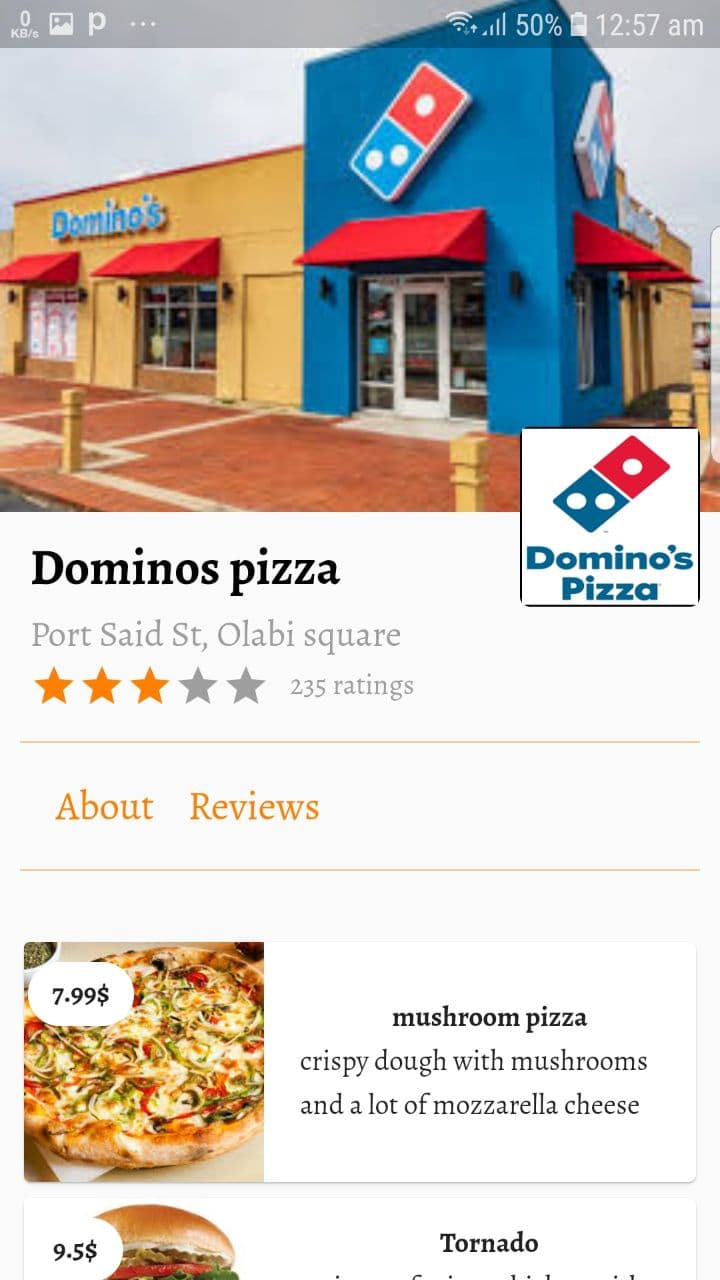 0
KB/s
50%
12:57 am
Domino's
Domino's
Pizza
Dominos pizza
Port Said St, Olabi square
235 ratings
About Reviews
7.99$
mushroom pizza
crispy dough with mushrooms
and a lot of mozzarella cheese
9.5$
Tornado